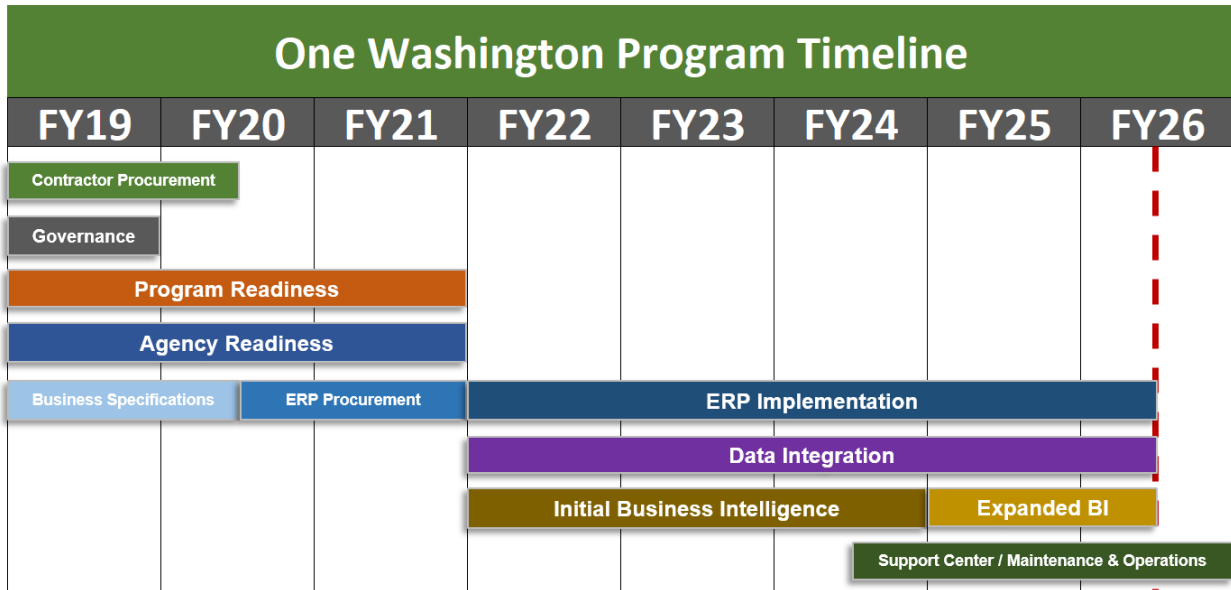 One Washington Program Timeline
FY19 FY20 FY21 FY22 FY23 FY24 FY25 FY26
Contractor Procurement
Governance
Program Readiness
Agency Readiness
Business Specifications ERP Procurement ERP Implementation
Data Integration
Initial Business Intelligence Expanded BI
Support Center / Maintenance & Operations